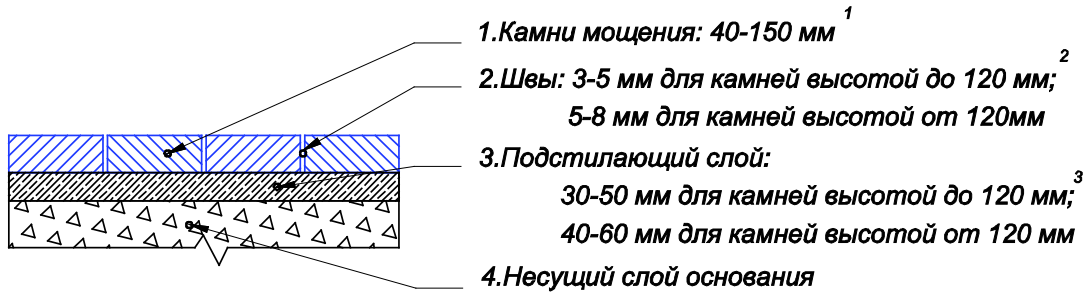 1.Камни мощения: 40-150 мм 1
2.Швы: 3-5 мм для камней высотой до 120 мм; 2
5-8 мм для камней высотой от 120мм
3.Подстилающий слой:
30-50 мм для камней высотой до 120 мм; 3
40-60 мм для камней высотой от 120 мм
4.Несущий слой основания